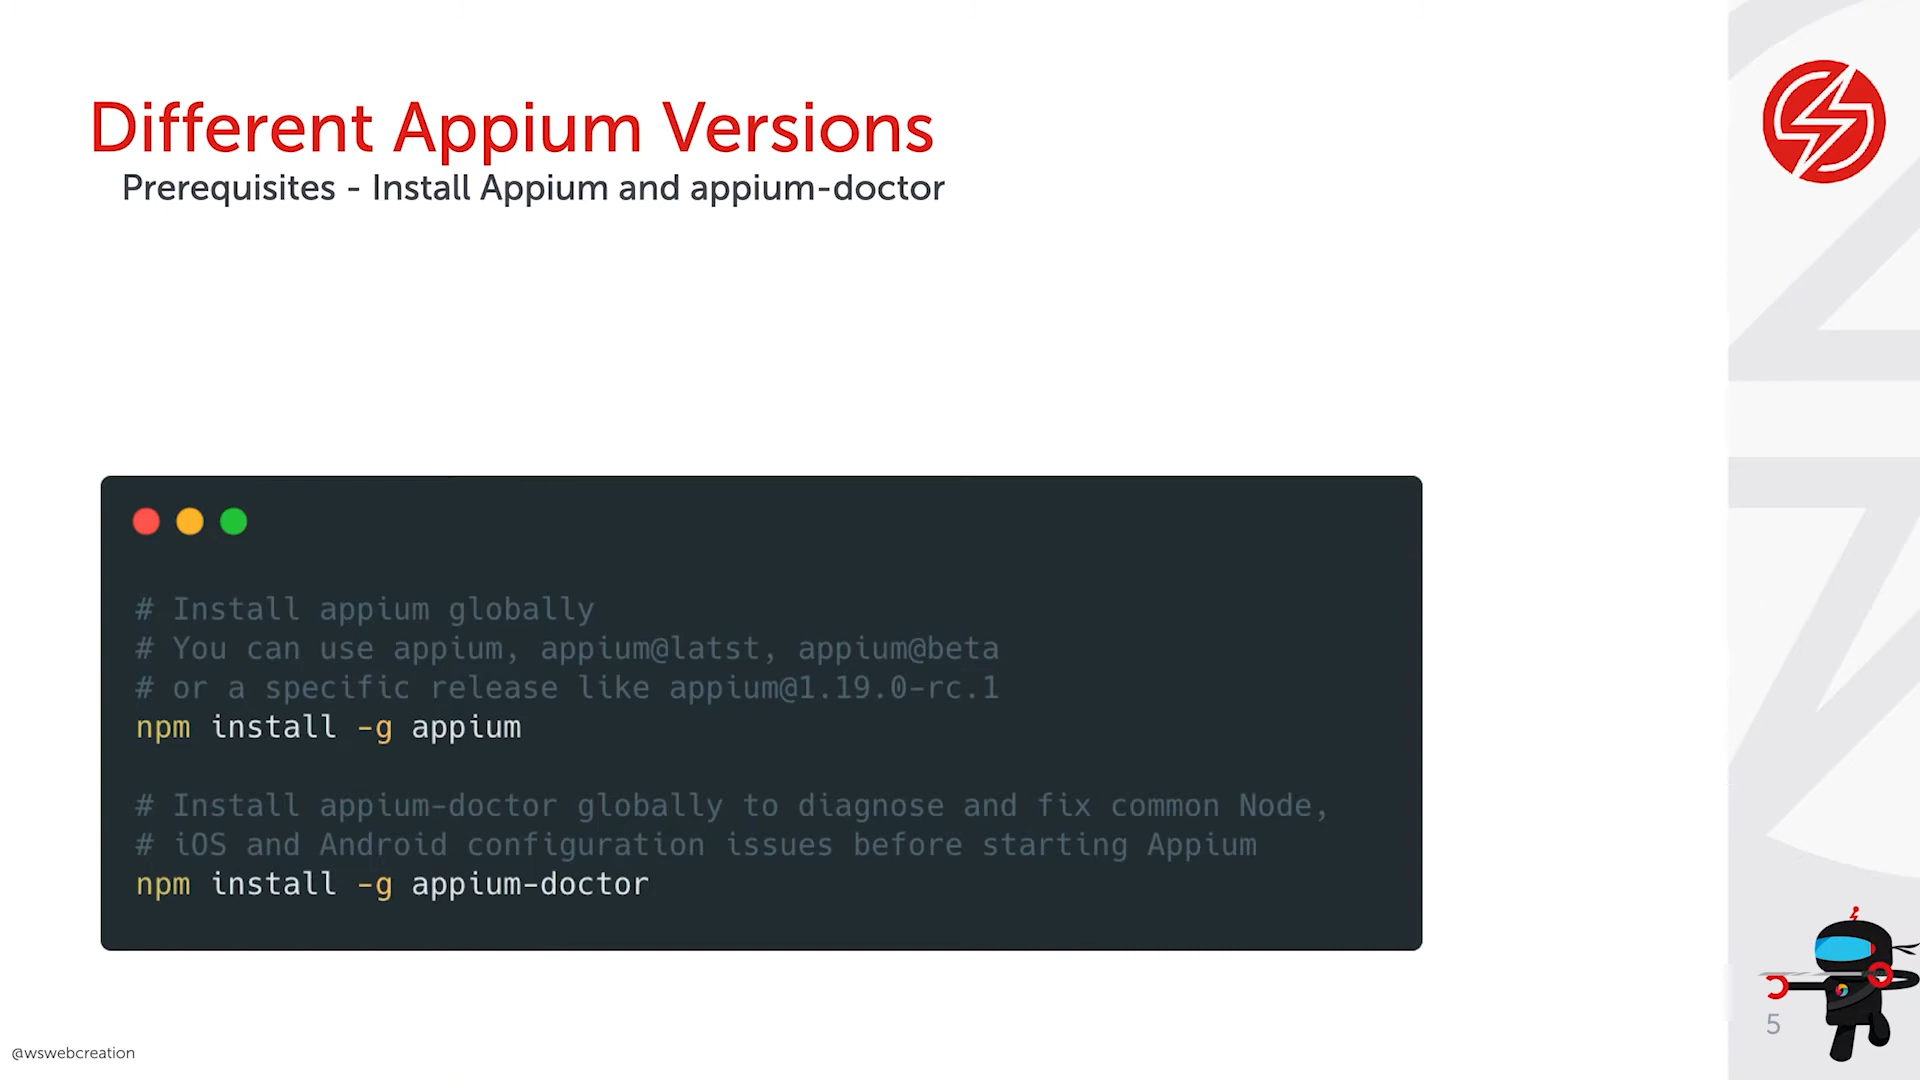 Different Appium Versions
Prerequisites - Install Appium and appium-doctor
# Install appium globally
# You can use appium, appium@latst, appium@beta
# or a specific release like appium@1.19.0-rc.1
npm install -g appium
# Install appium-doctor globally to diagnose and fix common Node,
# iOS and Android configuration issues before starting Appium
npm install -g appium-doctor
5
@wswebcreation